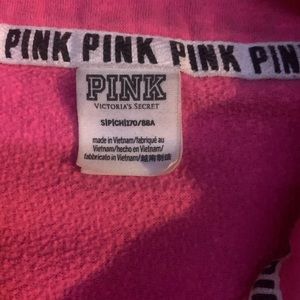 PINK PINK PINK PINK
PINK
VICTORIA'S SECRET
S|P|CH|170/88A
made in Vietnam/fabriqué au
Vietnam/hecho en Vietnam/
fabbricato in Vietnam/越南制造